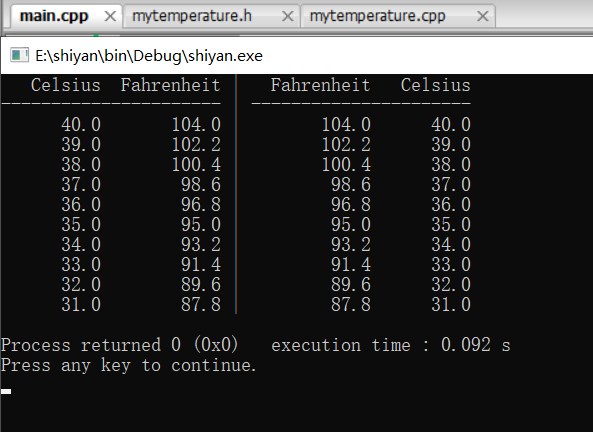 main.cpp mytemperature.h mytemperature.cpp
E:\shiyan\bin\Debug\shiyan.exe
Celsius Fahrenheit | Fahrenheit Celsius
---------------------- ----------------------
40.0 104.0 | 104.0 40.0
39.0 102.2 | 102.2 39.0
38.0 100.4 | 100.4 38.0
37.0 98.6 | 98.6 37.0
36.0 96.8 | 96.8 36.0
35.0 95.0 | 95.0 35.0
34.0 93.2 | 93.2 34.0
33.0 91.4 | 91.4 33.0
32.0 89.6 | 89.6 32.0
31.0 87.8 | 87.8 31.0
Process returned 0 (0x0) execution time : 0.092 s
Press any key to continue.